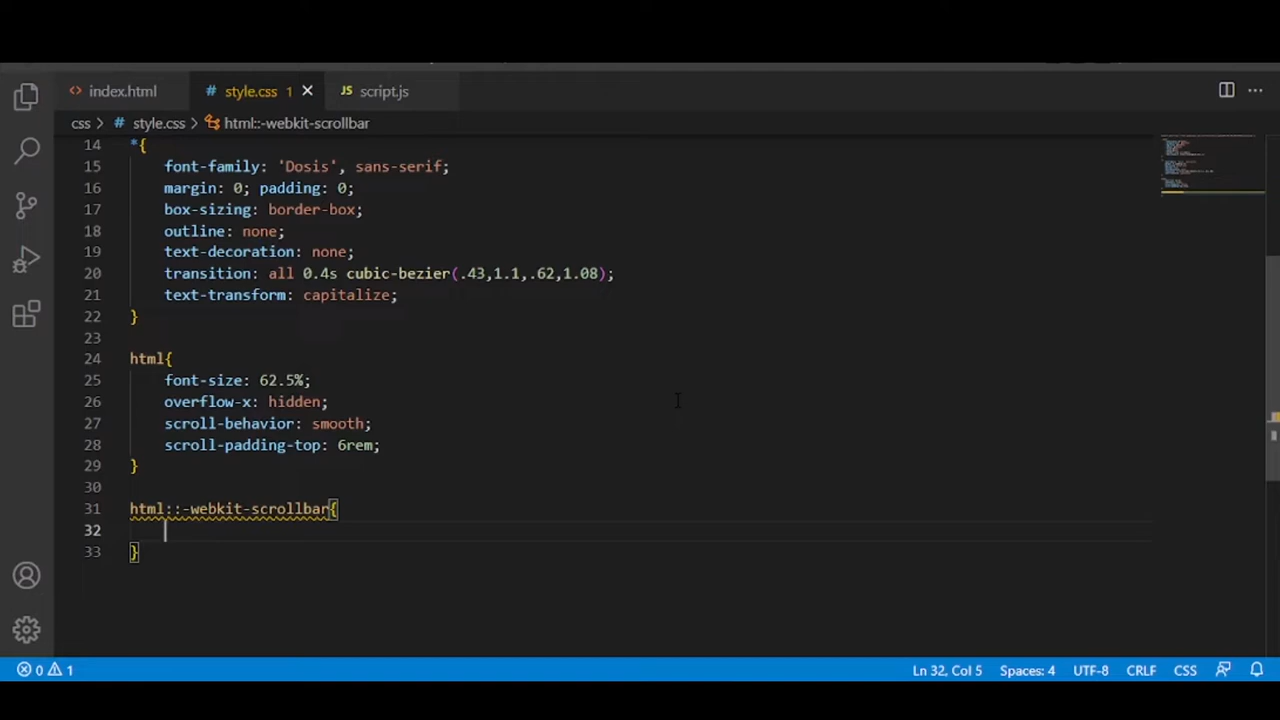 <> index.html # style.css 1 × JS script.js ···
css > # style.css > html::-webkit-scrollbar
14 *{
15 font-family: 'Dosis', sans-serif;
16 margin: 0; padding: 0;
17 box-sizing: border-box;
18 outline: none;
19 text-decoration: none;
20 transition: all 0.4s cubic-bezier(.43,1.1,.62,1.08);
21 text-transform: capitalize;
22 }
23
24 html{
25 font-size: 62.5%;
26 overflow-x: hidden;
27 scroll-behavior: smooth;
28 scroll-padding-top: 6rem;
29 }
30
31 html::-webkit-scrollbar{
32
33 }
0 1 Ln 32, Col 5 Spaces: 4 UTF-8 CRLF CSS